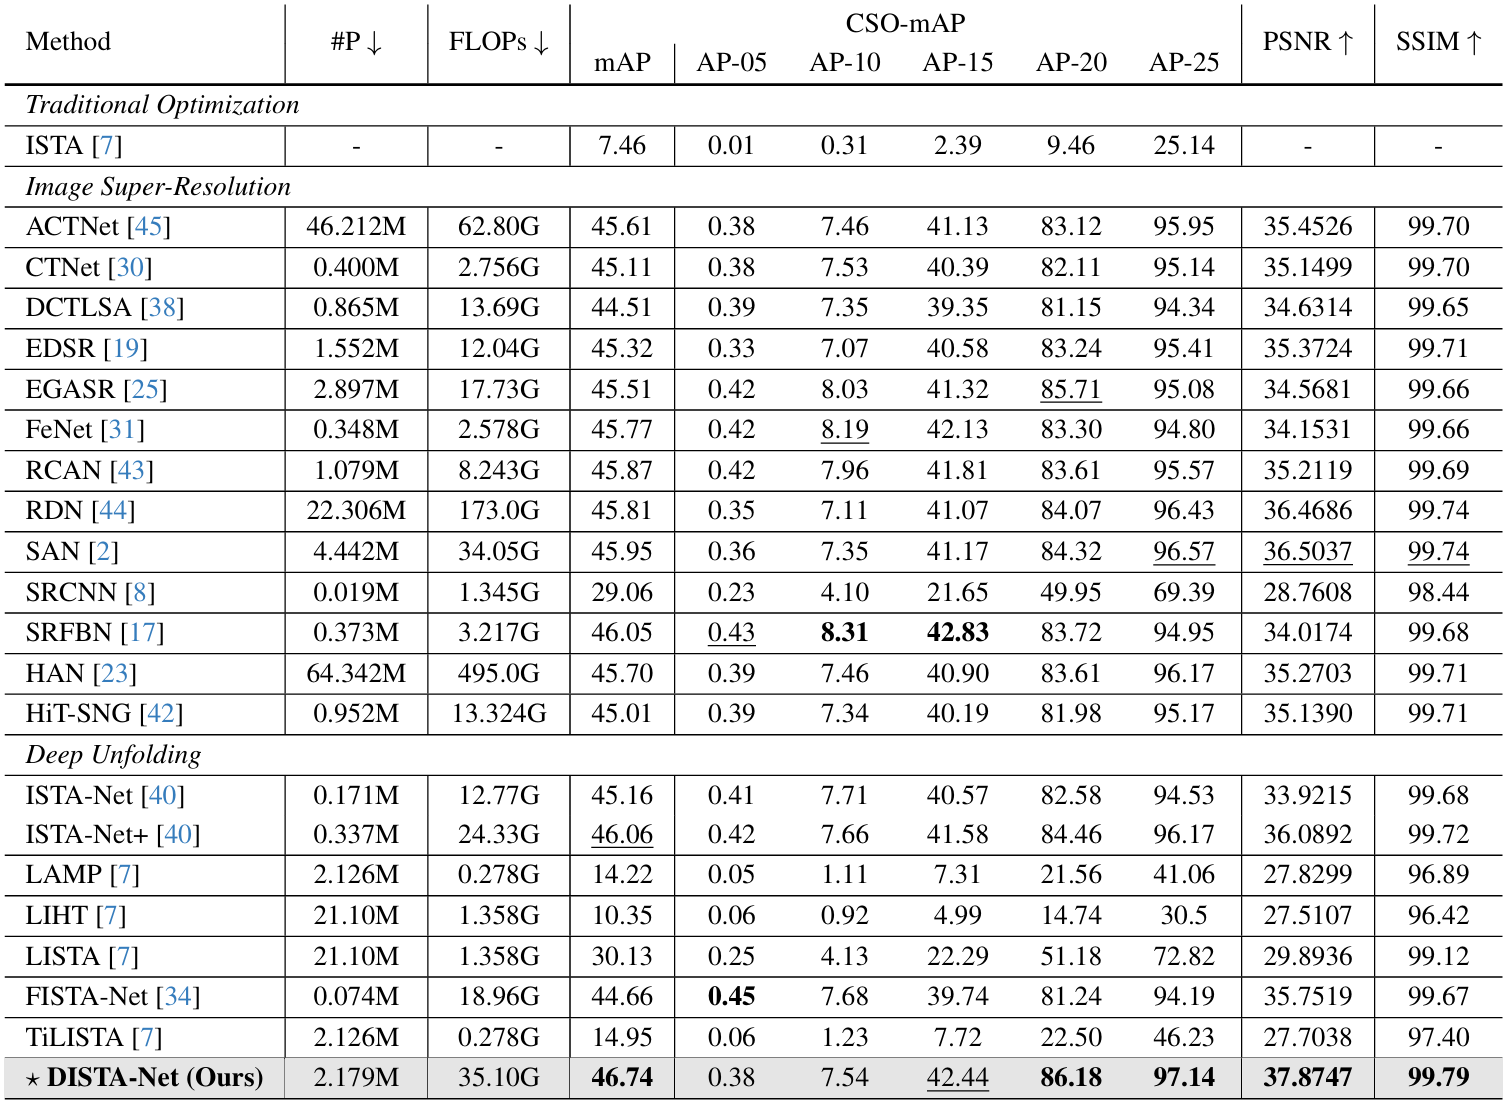 Method #P ↓ FLOPs ↓ CSO-mAP PSNR ↑ SSIM ↑
mAP AP-05 AP-10 AP-15 AP-20 AP-25
Traditional Optimization
ISTA [7] - - 7.46 0.01 0.31 2.39 9.46 25.14 - -
Image Super-Resolution
ACTNet [45] 46.212M 62.80G 45.61 0.38 7.46 41.13 83.12 95.95 35.4526 99.70
CTNet [30] 0.400M 2.756G 45.11 0.38 7.53 40.39 82.11 95.14 35.1499 99.70
DCTLSA [38] 0.865M 13.69G 44.51 0.39 7.35 39.35 81.15 94.34 34.6314 99.65
EDSR [19] 1.552M 12.04G 45.32 0.33 7.07 40.58 83.24 95.41 35.3724 99.71
EGASR [25] 2.897M 17.73G 45.51 0.42 8.03 41.32 85.71 95.08 34.5681 99.66
FeNet [31] 0.348M 2.578G 45.77 0.42 8.19 42.13 83.30 94.80 34.1531 99.66
RCAN [43] 1.079M 8.243G 45.87 0.42 7.96 41.81 83.61 95.57 35.2119 99.69
RDN [44] 22.306M 173.0G 45.81 0.35 7.11 41.07 84.07 96.43 36.4686 99.74
SAN [2] 4.442M 34.05G 45.95 0.36 7.35 41.17 84.32 96.57 36.5037 99.74
SRCNN [8] 0.019M 1.345G 29.06 0.23 4.10 21.65 49.95 69.39 28.7608 98.44
SRFBN [17] 0.373M 3.217G 46.05 0.43 8.31 42.83 83.72 94.95 34.0174 99.68
HAN [23] 64.342M 495.0G 45.70 0.39 7.46 40.90 83.61 96.17 35.2703 99.71
HiT-SNG [42] 0.952M 13.324G 45.01 0.39 7.34 40.19 81.98 95.17 35.1390 99.71
Deep Unfolding
ISTA-Net [40] 0.171M 12.77G 45.16 0.41 7.71 40.57 82.58 94.53 33.9215 99.68
ISTA-Net+ [40] 0.337M 24.33G 46.06 0.42 7.66 41.58 84.46 96.17 36.0892 99.72
LAMP [7] 2.126M 0.278G 14.22 0.05 1.11 7.31 21.56 41.06 27.8299 96.89
LIHT [7] 21.10M 1.358G 10.35 0.06 0.92 4.99 14.74 30.5 27.5107 96.42
LISTA [7] 21.10M 1.358G 30.13 0.25 4.13 22.29 51.18 72.82 29.8936 99.12
FISTA-Net [34] 0.074M 18.96G 44.66 0.45 7.68 39.74 81.24 94.19 35.7519 99.67
TiLISTA [7] 2.126M 0.278G 14.95 0.06 1.23 7.72 22.50 46.23 27.7038 97.40
⋆ DISTA-Net (Ours) 2.179M 35.10G 46.74 0.38 7.54 42.44 86.18 97.14 37.8747 99.79